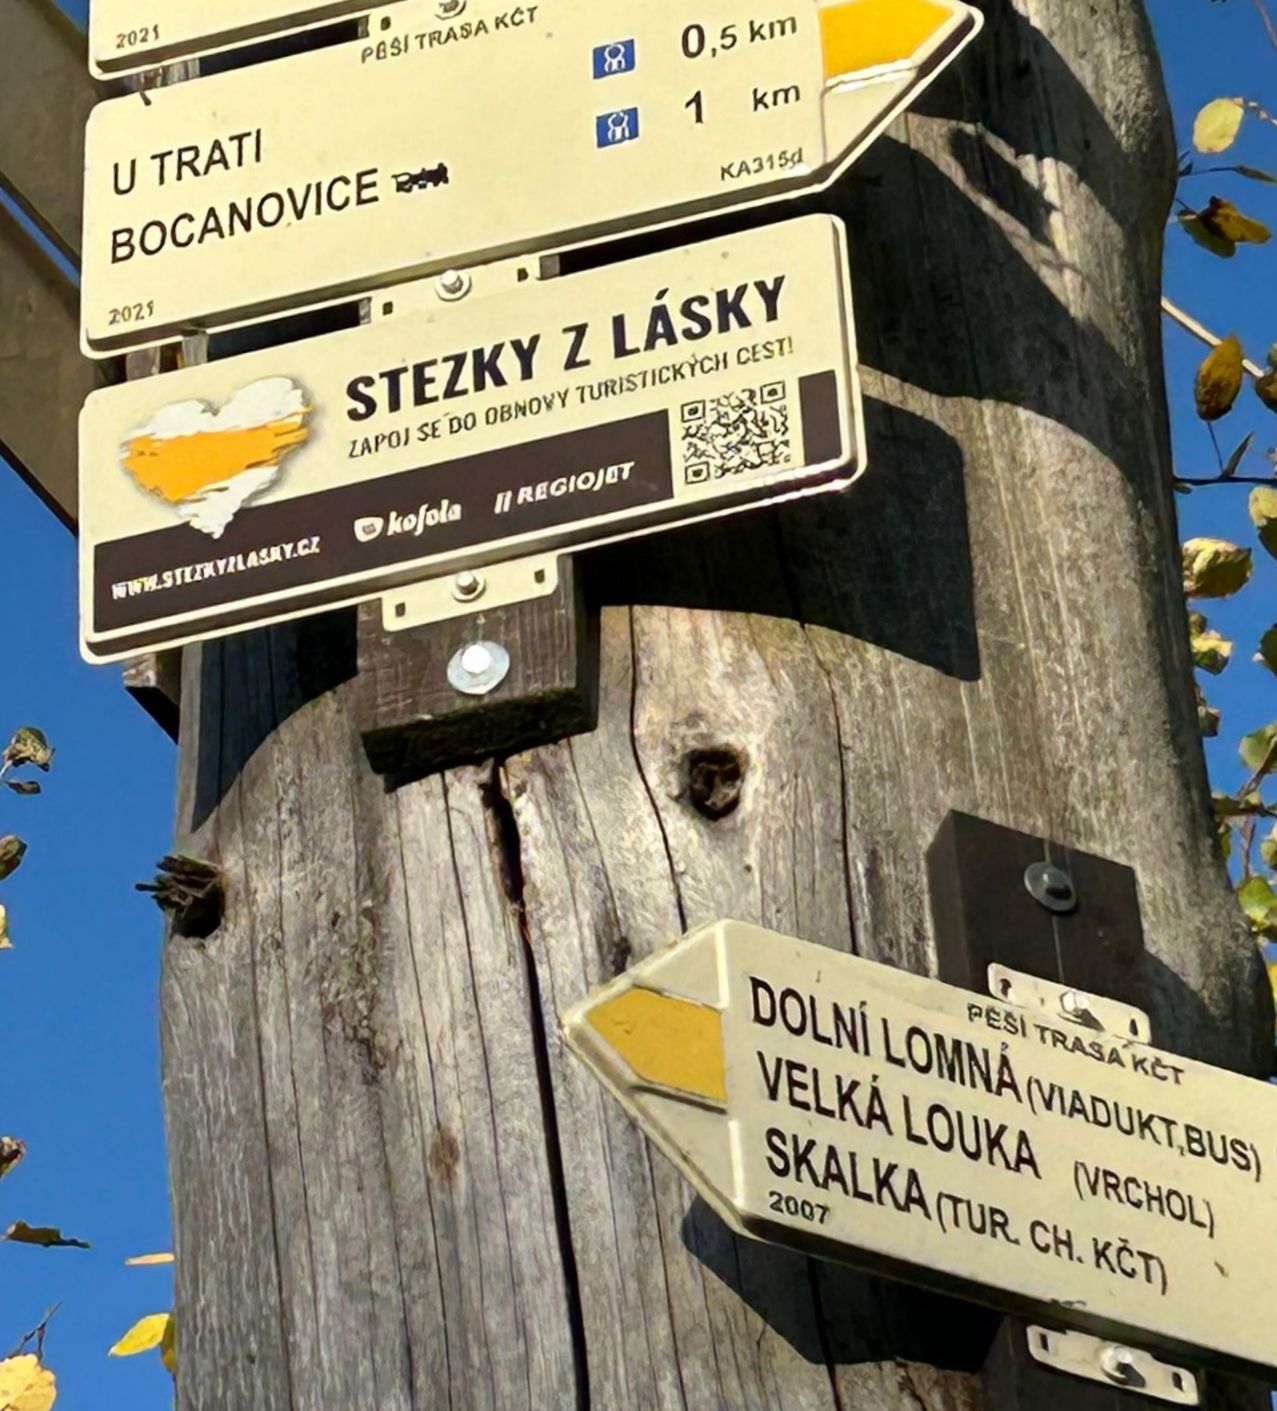 2021
PĚŠÍ TRASA KČT
0,5 km
1 km
U TRATI
BOCANOVICE
KA315d
2021
STEZKY Z LÁSKY
ZAPOJ SE DO OBNOVY TURISTICKÝCH CEST!
WWW.STEZKYZLASKY.CZ kofola REGIOJET
PĚŠÍ TRASA KČT
DOLNÍ LOMNÁ (VIADUKT,BUS)
VELKÁ LOUKA (VRCHOL)
SKALKA (TUR. CH. KČT)
2007